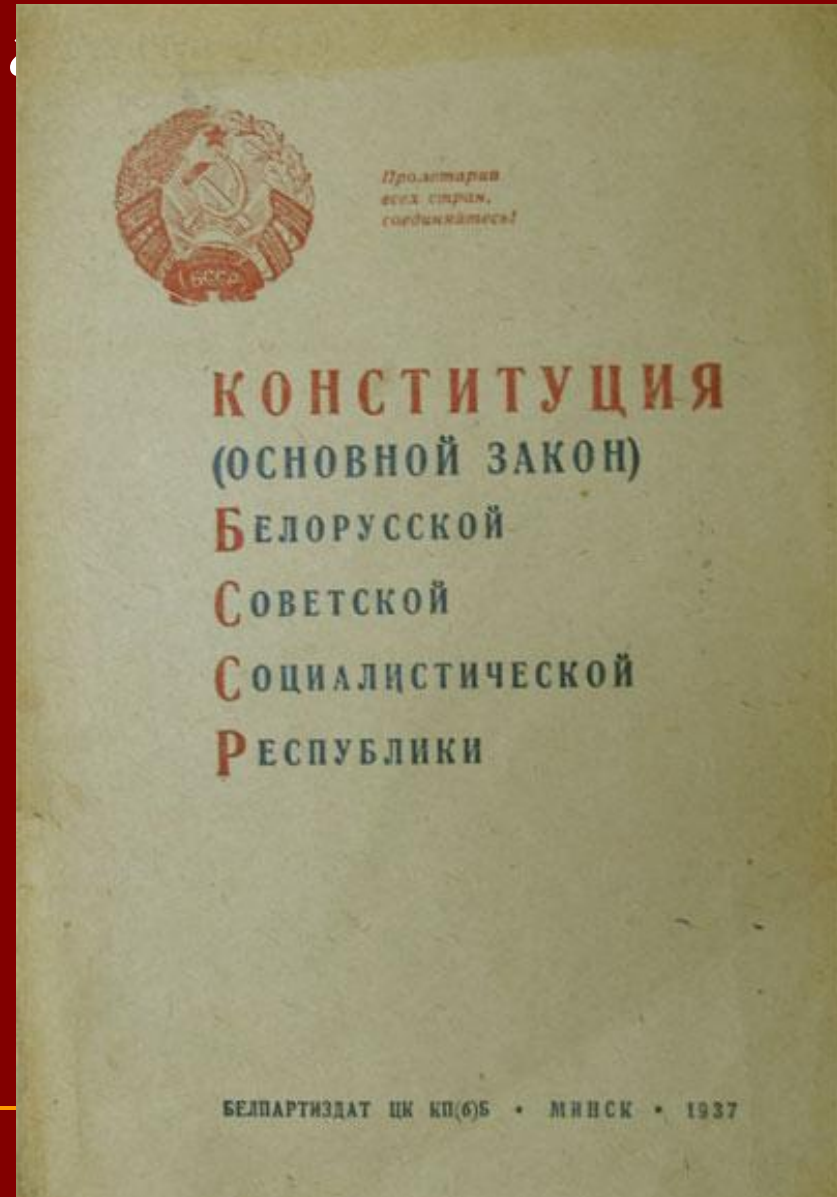 БССР
Пролетарии
всех стран,
соединяйтесь!
КОНСТИТУЦИЯ
(ОСНОВНОЙ ЗАКОН)
БЕЛОРУССКОЙ
СОВЕТСКОЙ
СОЦИАЛИСТИЧЕСКОЙ
РЕСПУБЛИКИ
БЕЛПАРТИЗДАТ ЦК КП(б)Б • МИНСК • 1937